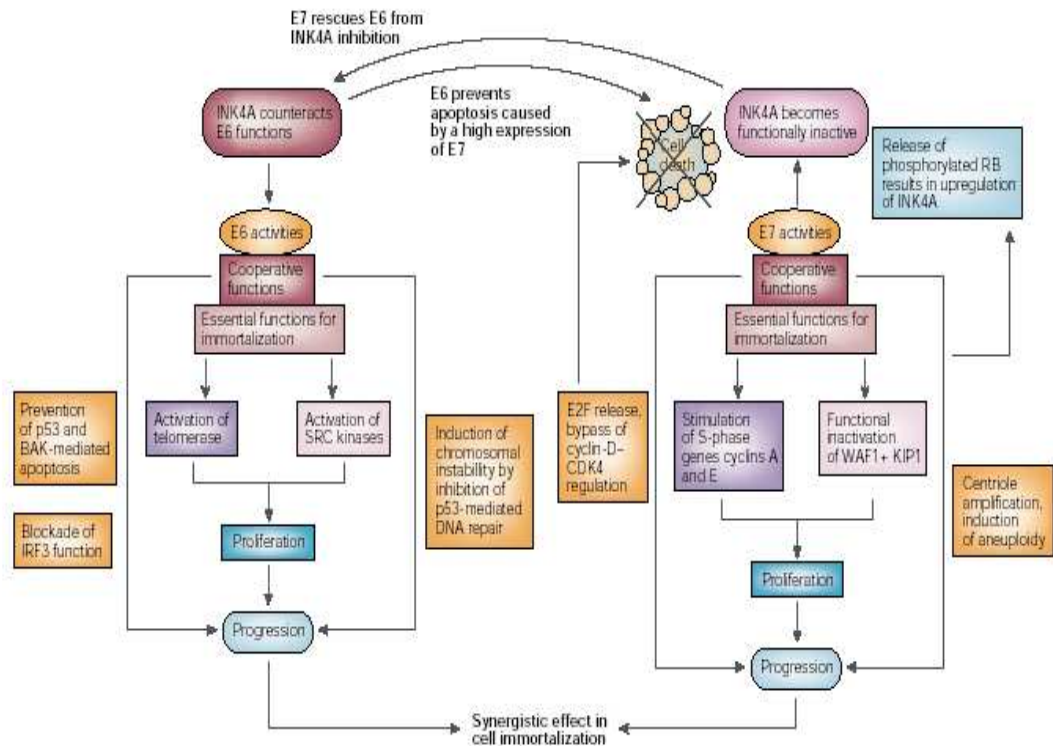 E7 rescues E6 from
INK4A inhibition
INK4A counteracts
E6 functions
E6 prevents
apoptosis caused
by a high expression
of E7
Cell
death
INK4A becomes
functionally inactive
Release of
phosphorylated RB
results in upregulation
of INK4A
E6 activities
Cooperative
functions
Essential functions for
immortalization
Prevention
of p53 and
BAK-mediated
apoptosis
Blockade of
IRF3 function
Activation of
telomerase
Activation of
SRC kinases
Induction of
chromosomal
instability by
inhibition of
p53-mediated
DNA repair
Proliferation
Progression
E7 activities
Cooperative
functions
Essential functions for
immortalization
E2F release,
bypass of
cyclin-D–
CDK4
regulation
Stimulation
of S-phase
genes cyclins A
and E
Functional
inactivation
of WAF1 + KIP1
Centriole
amplification,
induction
of aneuploidy
Proliferation
Progression
Synergistic effect in
cell immortalization